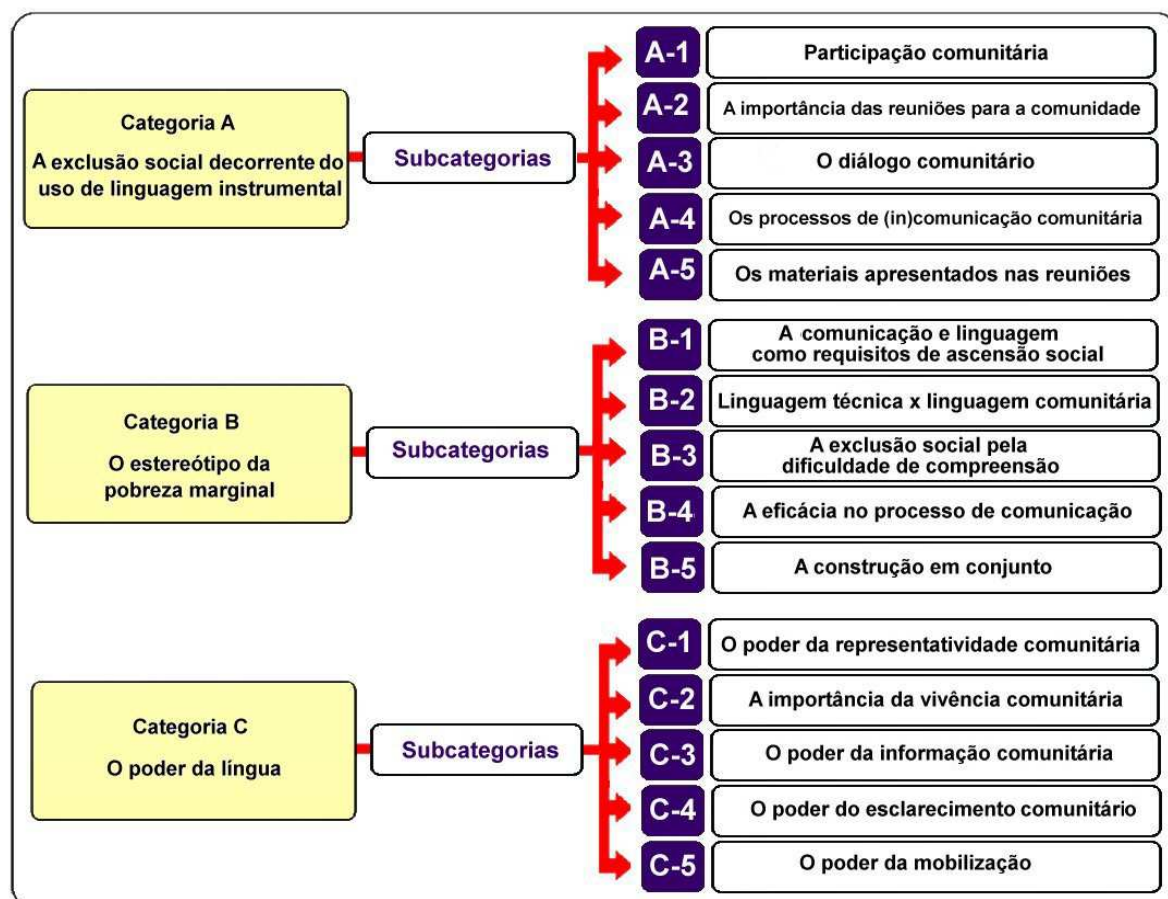 Categoria A
A exclusão social decorrente do
uso de linguagem instrumental
Subcategorias
A-1 Participação comunitária
A-2 A importância das reuniões para a comunidade
A-3 O diálogo comunitário
A-4 Os processos de (in)comunicação comunitária
A-5 Os materiais apresentados nas reuniões
Categoria B
O estereótipo da
pobreza marginal
Subcategorias
B-1 A comunicação e linguagem
como requisitos de ascensão social
B-2 Linguagem técnica x linguagem comunitária
B-3 A exclusão social pela
dificuldade de compreensão
B-4 A eficácia no processo de comunicação
B-5 A construção em conjunto
Categoria C
O poder da língua
Subcategorias
C-1 O poder da representatividade comunitária
C-2 A importância da vivência comunitária
C-3 O poder da informação comunitária
C-4 O poder do esclarecimento comunitário
C-5 O poder da mobilização